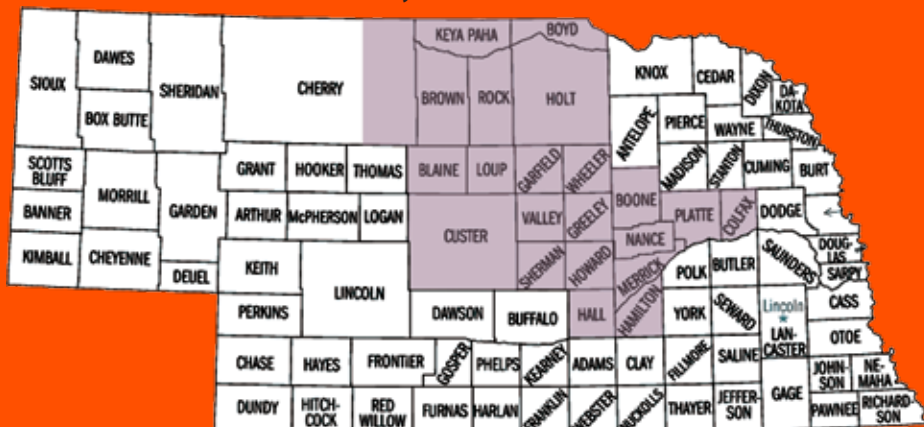 SIOUX
DAWES
BOX BUTTE
SHERIDAN
CHERRY
KEYA PAHA
BOYD
BROWN
ROCK
HOLT
KNOX
CEDAR
DIXON
DA-
KOTA
ANTELOPE
PIERCE
WAYNE
THURSTON
SCOTTS
BLUFF
MORRILL
GARDEN
GRANT
HOOKER
THOMAS
BLAINE
LOUP
GARFIELD
WHEELER
BOONE
MADISON
STANTON
CUMING
BURT
BANNER
ARTHUR
McPHERSON
LOGAN
CUSTER
VALLEY
GREELEY
NANCE
PLATTE
COLFAX
DODGE
KIMBALL
CHEYENNE
DEUEL
KEITH
LINCOLN
SHERMAN
HOWARD
MERRICK
POLK
BUTLER
SAUNDERS
DOUG-
LAS
SARPY
PERKINS
DAWSON
BUFFALO
HALL
HAMILTON
YORK
SEWARD
Lincoln
LAN-
CASTER
CASS
OTOE
CHASE
HAYES
FRONTIER
GOSPER
PHELPS
KEARNEY
ADAMS
CLAY
FILLMORE
SALINE
GAGE
JOHN-
SON
NE-
MAHA
DUNDY
HITCH-
COCK
RED
WILLOW
FURNAS
HARLAN
FRANKLIN
WEBSTER
NUCKOLLS
THAYER
JEFFER-
SON
PAWNEE
RICHARD-
SON